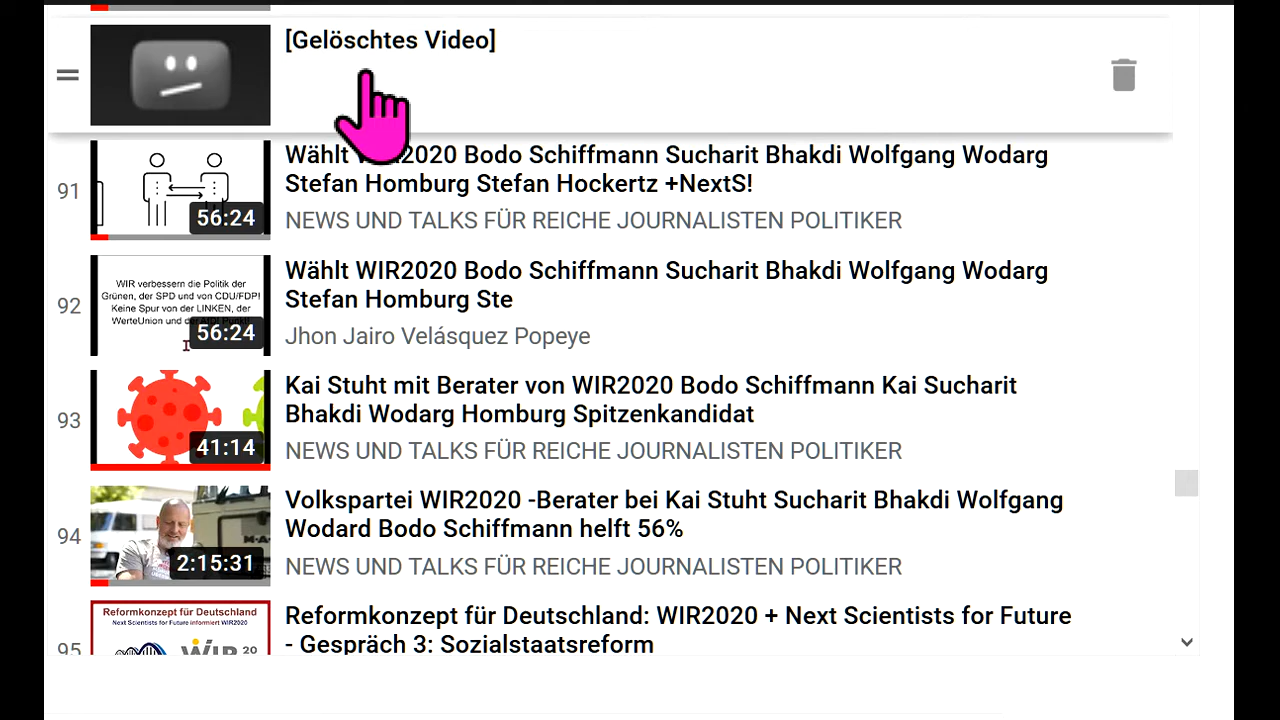 [Gelöschtes Video]
Wählt 2020 Bodo Schiffmann Sucharit Bhakdi Wolfgang Wodarg
91
Stefan Homburg Stefan Hockertz +NextS!
56:24
NEWS UND TALKS FÜR REICHE JOURNALISTEN POLITIKER
Wählt WIR2020 Bodo Schiffmann Sucharit Bhakdi Wolfgang Wodarg
WIR verbessern die Politik der
Grünen, der SPD und von CDU/FDP!
92
Stefan Homburg Ste
Keine Spur von der LINKEN, der
WerteUnion und der
56:24
Jhon Jairo Velásquez Popeye
Kai Stuht mit Berater von WIR2020 Bodo Schiffmann Kai Sucharit
93
Bhakdi Wodarg Homburg Spitzenkandidat
41:14
NEWS UND TALKS FÜR REICHE JOURNALISTEN POLITIKER
Volkspartei WIR2020 -Berater bei Kai Stuht Sucharit Bhakdi Wolfgang
94
Wodard Bodo Schiffmann helft 56%
M·A
2:15:31
NEWS UND TALKS FÜR REICHE JOURNALISTEN POLITIKER
Reformkonzept für Deutschland
Next Scientists for Future informiert WIR2020
Reformkonzept für Deutschland: WIR2020 + Next Scientists for Future
95
WIR 20
- Gespräch 3: Sozialstaatsreform